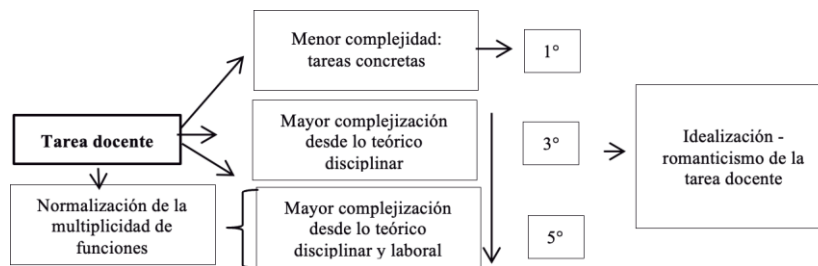 Menor complejidad:
tareas concretas
1°
Tarea docente
Mayor complejización
desde lo teórico
disciplinar
3°
Idealización -
romanticismo de la
tarea docente
Normalización de la
multiplicidad de
funciones
Mayor complejización
desde lo teórico
disciplinar y laboral
5°